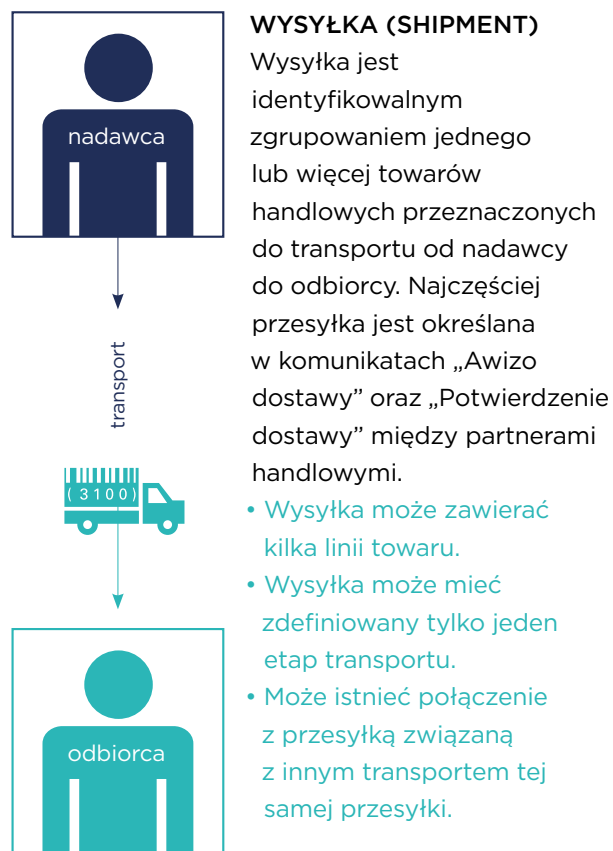 nadawca
transport
(3100)
odbiorca
WYSYŁKA (SHIPMENT)
Wysyłka jest
identyfikowalnym
zgrupowaniem jednego
lub więcej towarów
handlowych przeznaczonych
do transportu od nadawcy
do odbiorcy. Najczęściej
przesyłka jest określana
w komunikatach „Awizo
dostawy” oraz „Potwierdzenie
dostawy” między partnerami
handlowymi.
• Wysyłka może zawierać
kilka linii towaru.
• Wysyłka może mieć
zdefiniowany tylko jeden
etap transportu.
• Może istnieć połączenie
z przesyłką związaną
z innym transportem tej
samej przesyłki.